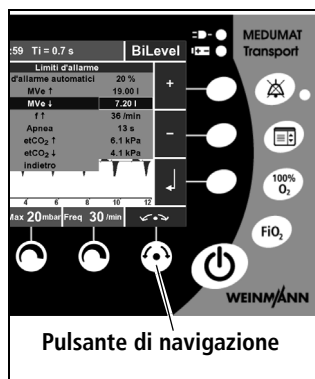 MEDUMAT
Transport
:59 Ti = 0.7 s BiLevel
Limiti d'allarme
d'allarme automatici 20 %
MVe ↑ 19.00 l
MVe ↓ 7.20 l
f ↑ 36 /min
Apnea 13 s
etCO₂ ↑ 6.1 kPa
etCO₂ ↓ 4.1 kPa
indietro
+
-
100%
O₂
FiO₂
4 6 8 10 12
Max 20 mbar Freq 30 /min
WEINMANN
Pulsante di navigazione